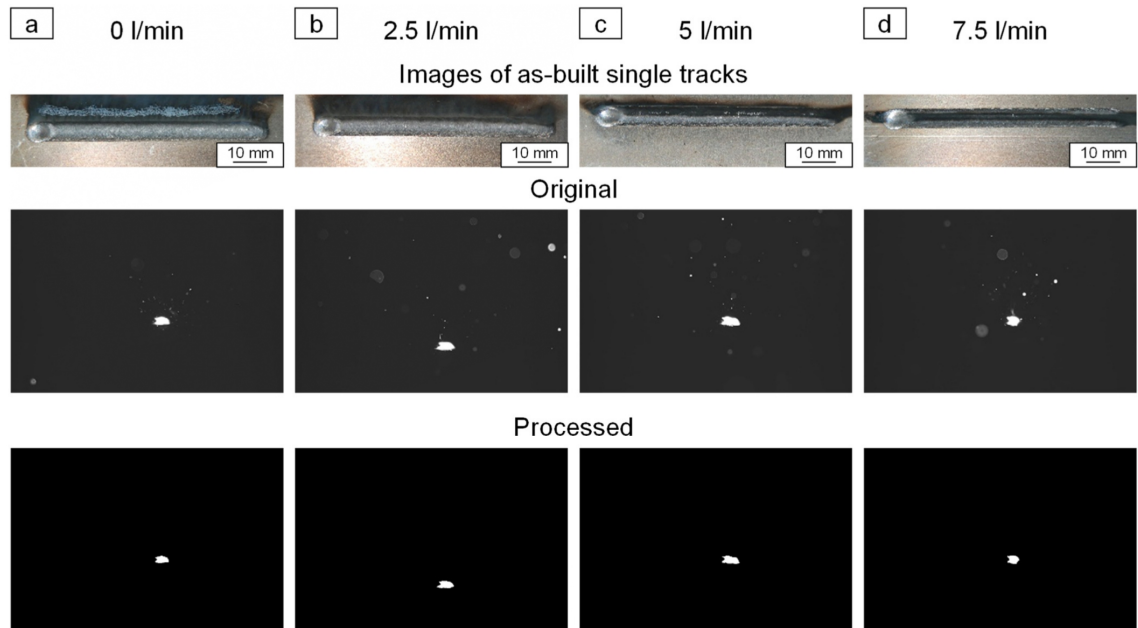 a 0 l/min b 2.5 l/min c 5 l/min d 7.5 l/min
Images of as-built single tracks
10 mm 10 mm 10 mm 10 mm
Original
Processed